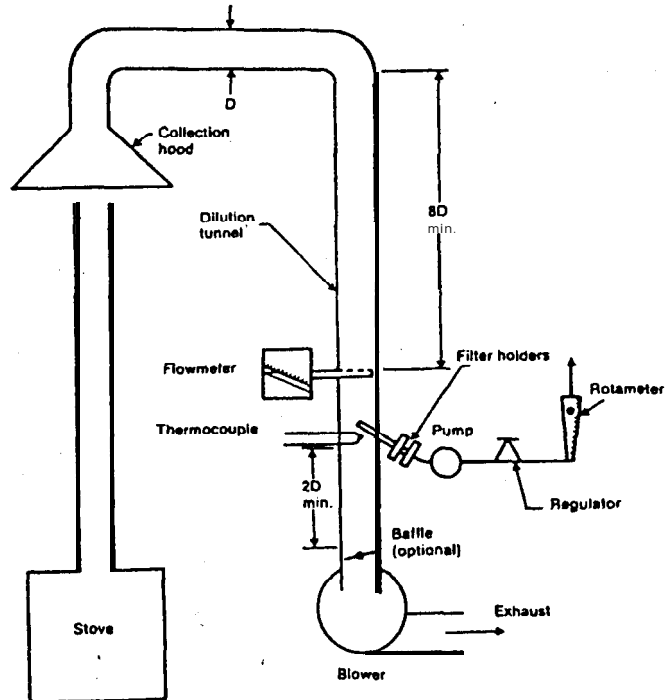 D
Collection
hood
8D
min.
Dilution
tunnel
Flowmeter
Filter holders
Rotameter
Thermocouple
Pump
2D
min.
Regulator
Baffle
(optional)
Stove
Exhaust
Blower